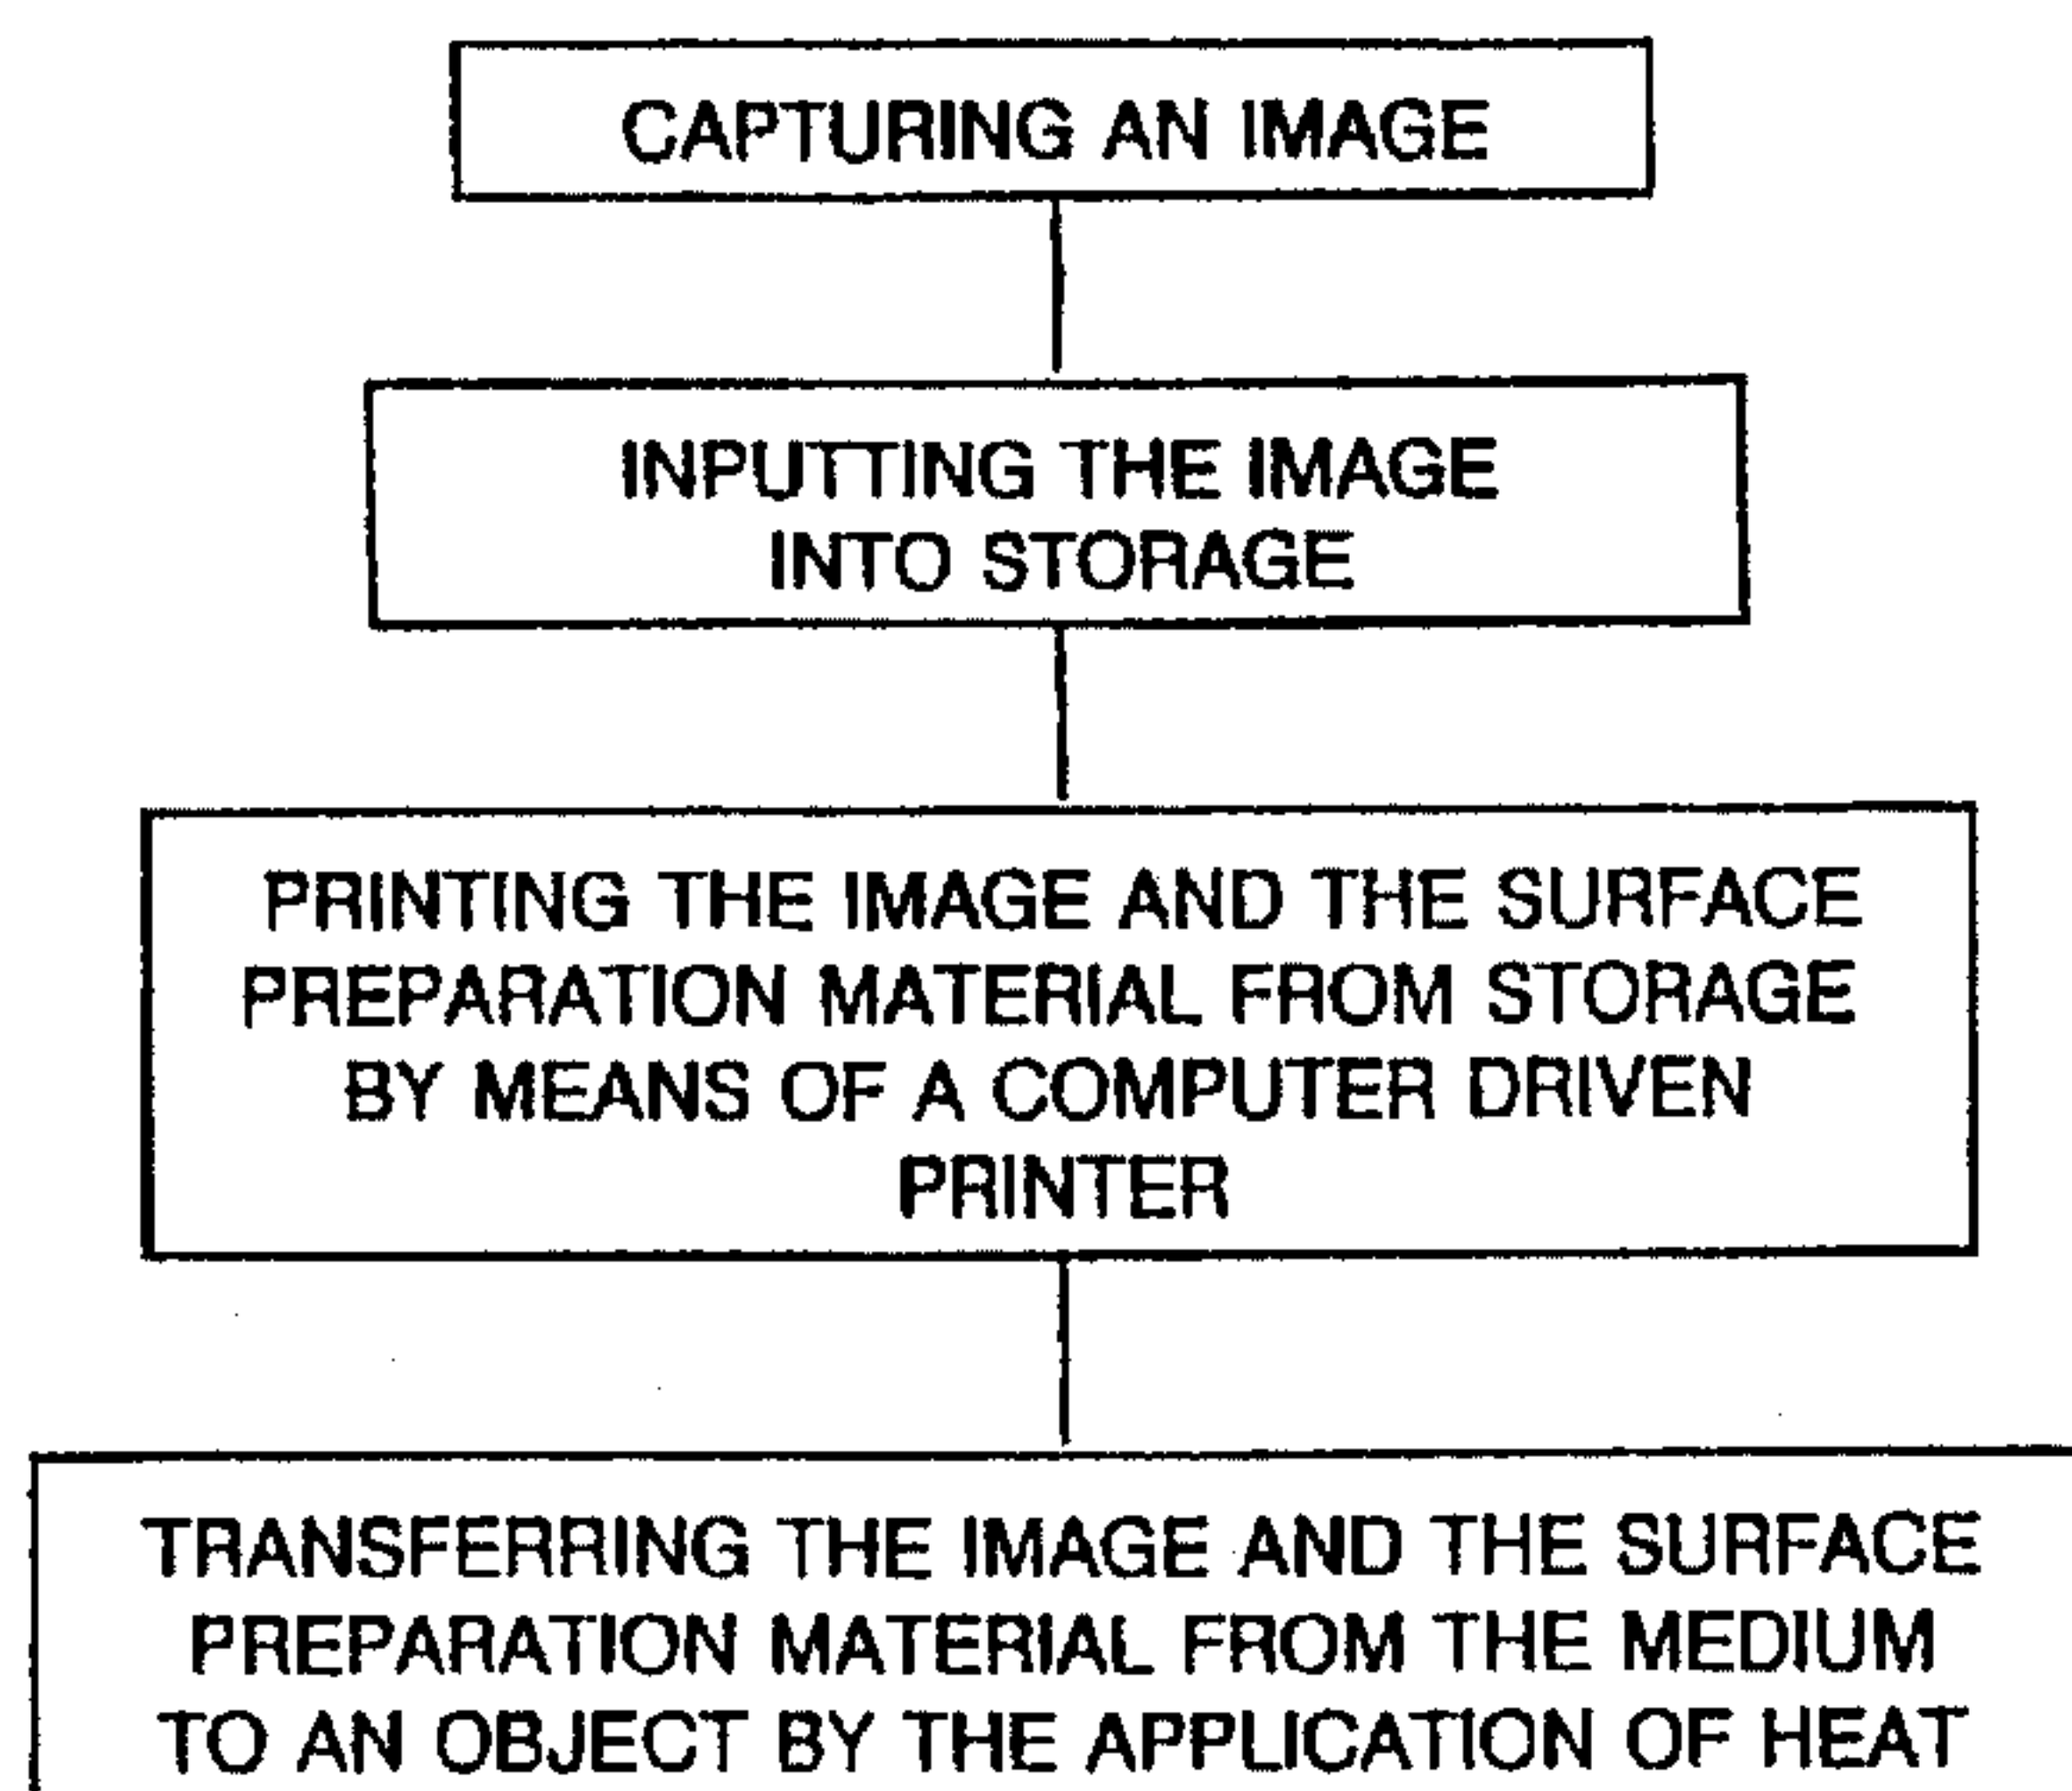 CAPTURING AN IMAGE
INPUTTING THE IMAGE
INTO STORAGE
PRINTING THE IMAGE AND THE SURFACE
PREPARATION MATERIAL FROM STORAGE
BY MEANS OF A COMPUTER DRIVEN
PRINTER
TRANSFERRING THE IMAGE AND THE SURFACE
PREPARATION MATERIAL FROM THE MEDIUM
TO AN OBJECT BY THE APPLICATION OF HEAT